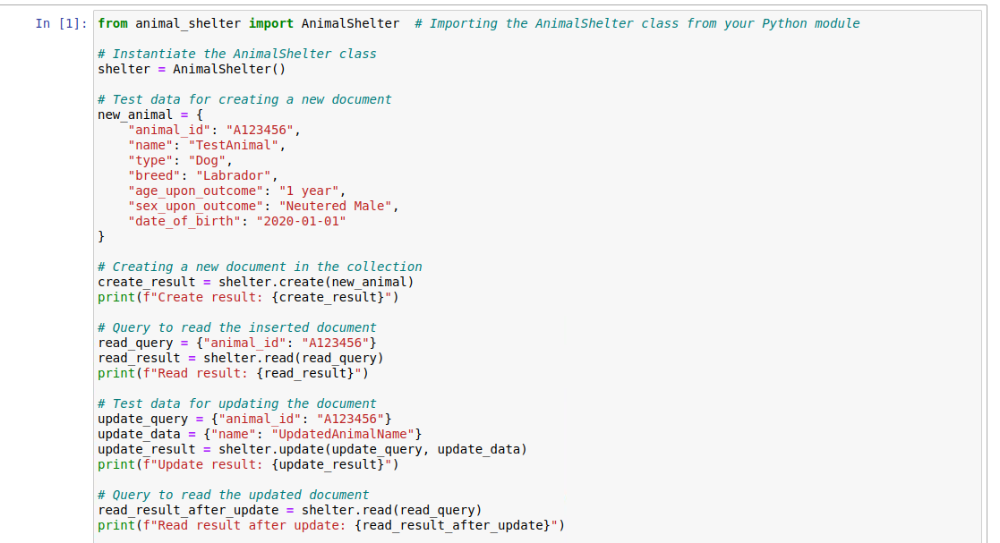 In [1]: from animal_shelter import AnimalShelter  # Importing the AnimalShelter class from your Python module

# Instantiate the AnimalShelter class
shelter = AnimalShelter()

# Test data for creating a new document
new_animal = {
    "animal_id": "A123456",
    "name": "TestAnimal",
    "type": "Dog",
    "breed": "Labrador",
    "age_upon_outcome": "1 year",
    "sex_upon_outcome": "Neutered Male",
    "date_of_birth": "2020-01-01"
}

# Creating a new document in the collection
create_result = shelter.create(new_animal)
print(f"Create result: {create_result}")

# Query to read the inserted document
read_query = {"animal_id": "A123456"}
read_result = shelter.read(read_query)
print(f"Read result: {read_result}")

# Test data for updating the document
update_query = {"animal_id": "A123456"}
update_data = {"name": "UpdatedAnimalName"}
update_result = shelter.update(update_query, update_data)
print(f"Update result: {update_result}")

# Query to read the updated document
read_result_after_update = shelter.read(read_query)
print(f"Read result after update: {read_result_after_update}")